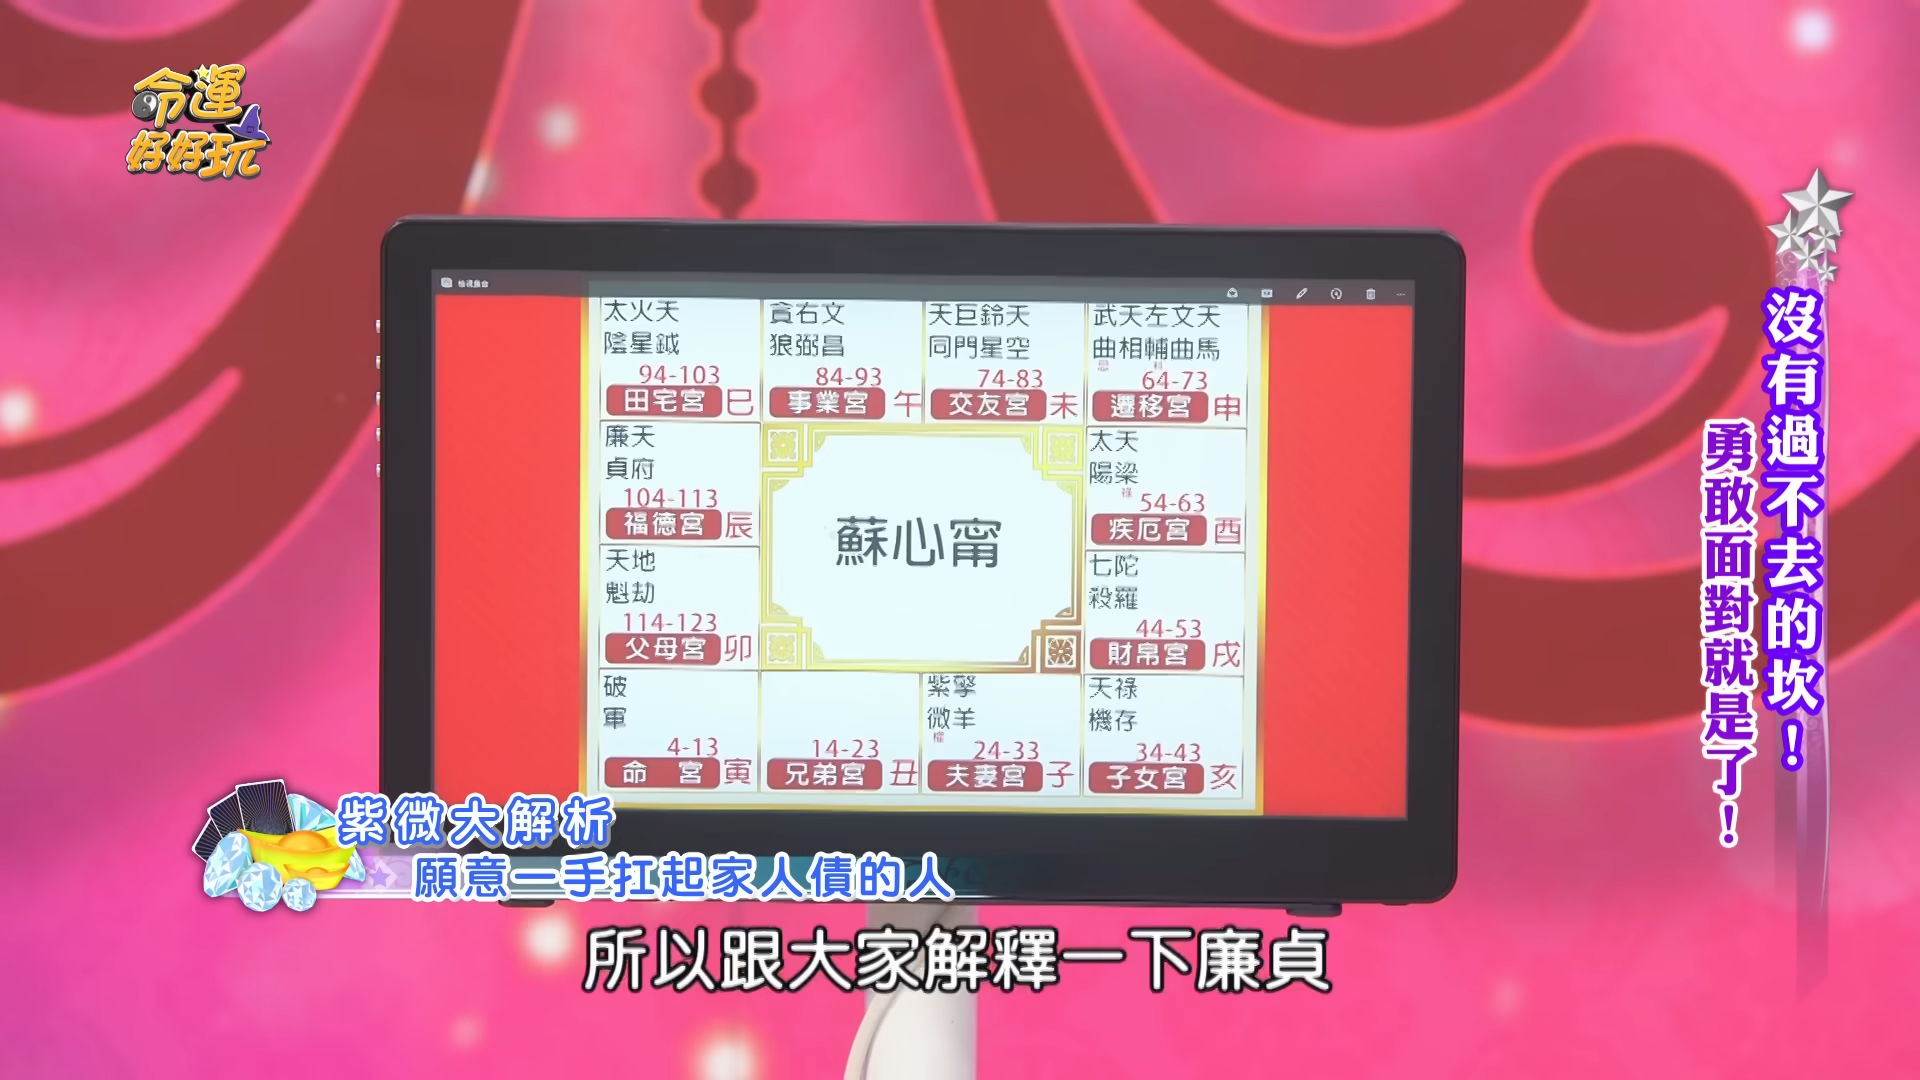 命運
好好玩
沒有過不去的坎！
勇敢面對就是了！
太火天
陰星鉞
94-103
田宅宮 巳
貪右文
狼弼昌
84-93
事業宮 午
天巨鈴天
同門星空
74-83
交友宮 未
武天左文天
曲相輔曲馬
忌 科
64-73
遷移宮 申
廉天
貞府
104-113
福德宮 辰
蘇心甯
太天
陽梁
祿
54-63
疾厄宮 酉
天地
魁劫
114-123
父母宮 卯
七陀
殺羅
44-53
財帛宮 戌
破
軍
4-13
命 宮 寅
14-23
兄弟宮 丑
紫擎
微羊
權
24-33
夫妻宮 子
天祿
機存
34-43
子女宮 亥
紫微大解析
願意一手扛起家人債的人
所以跟大家解釋一下廉貞